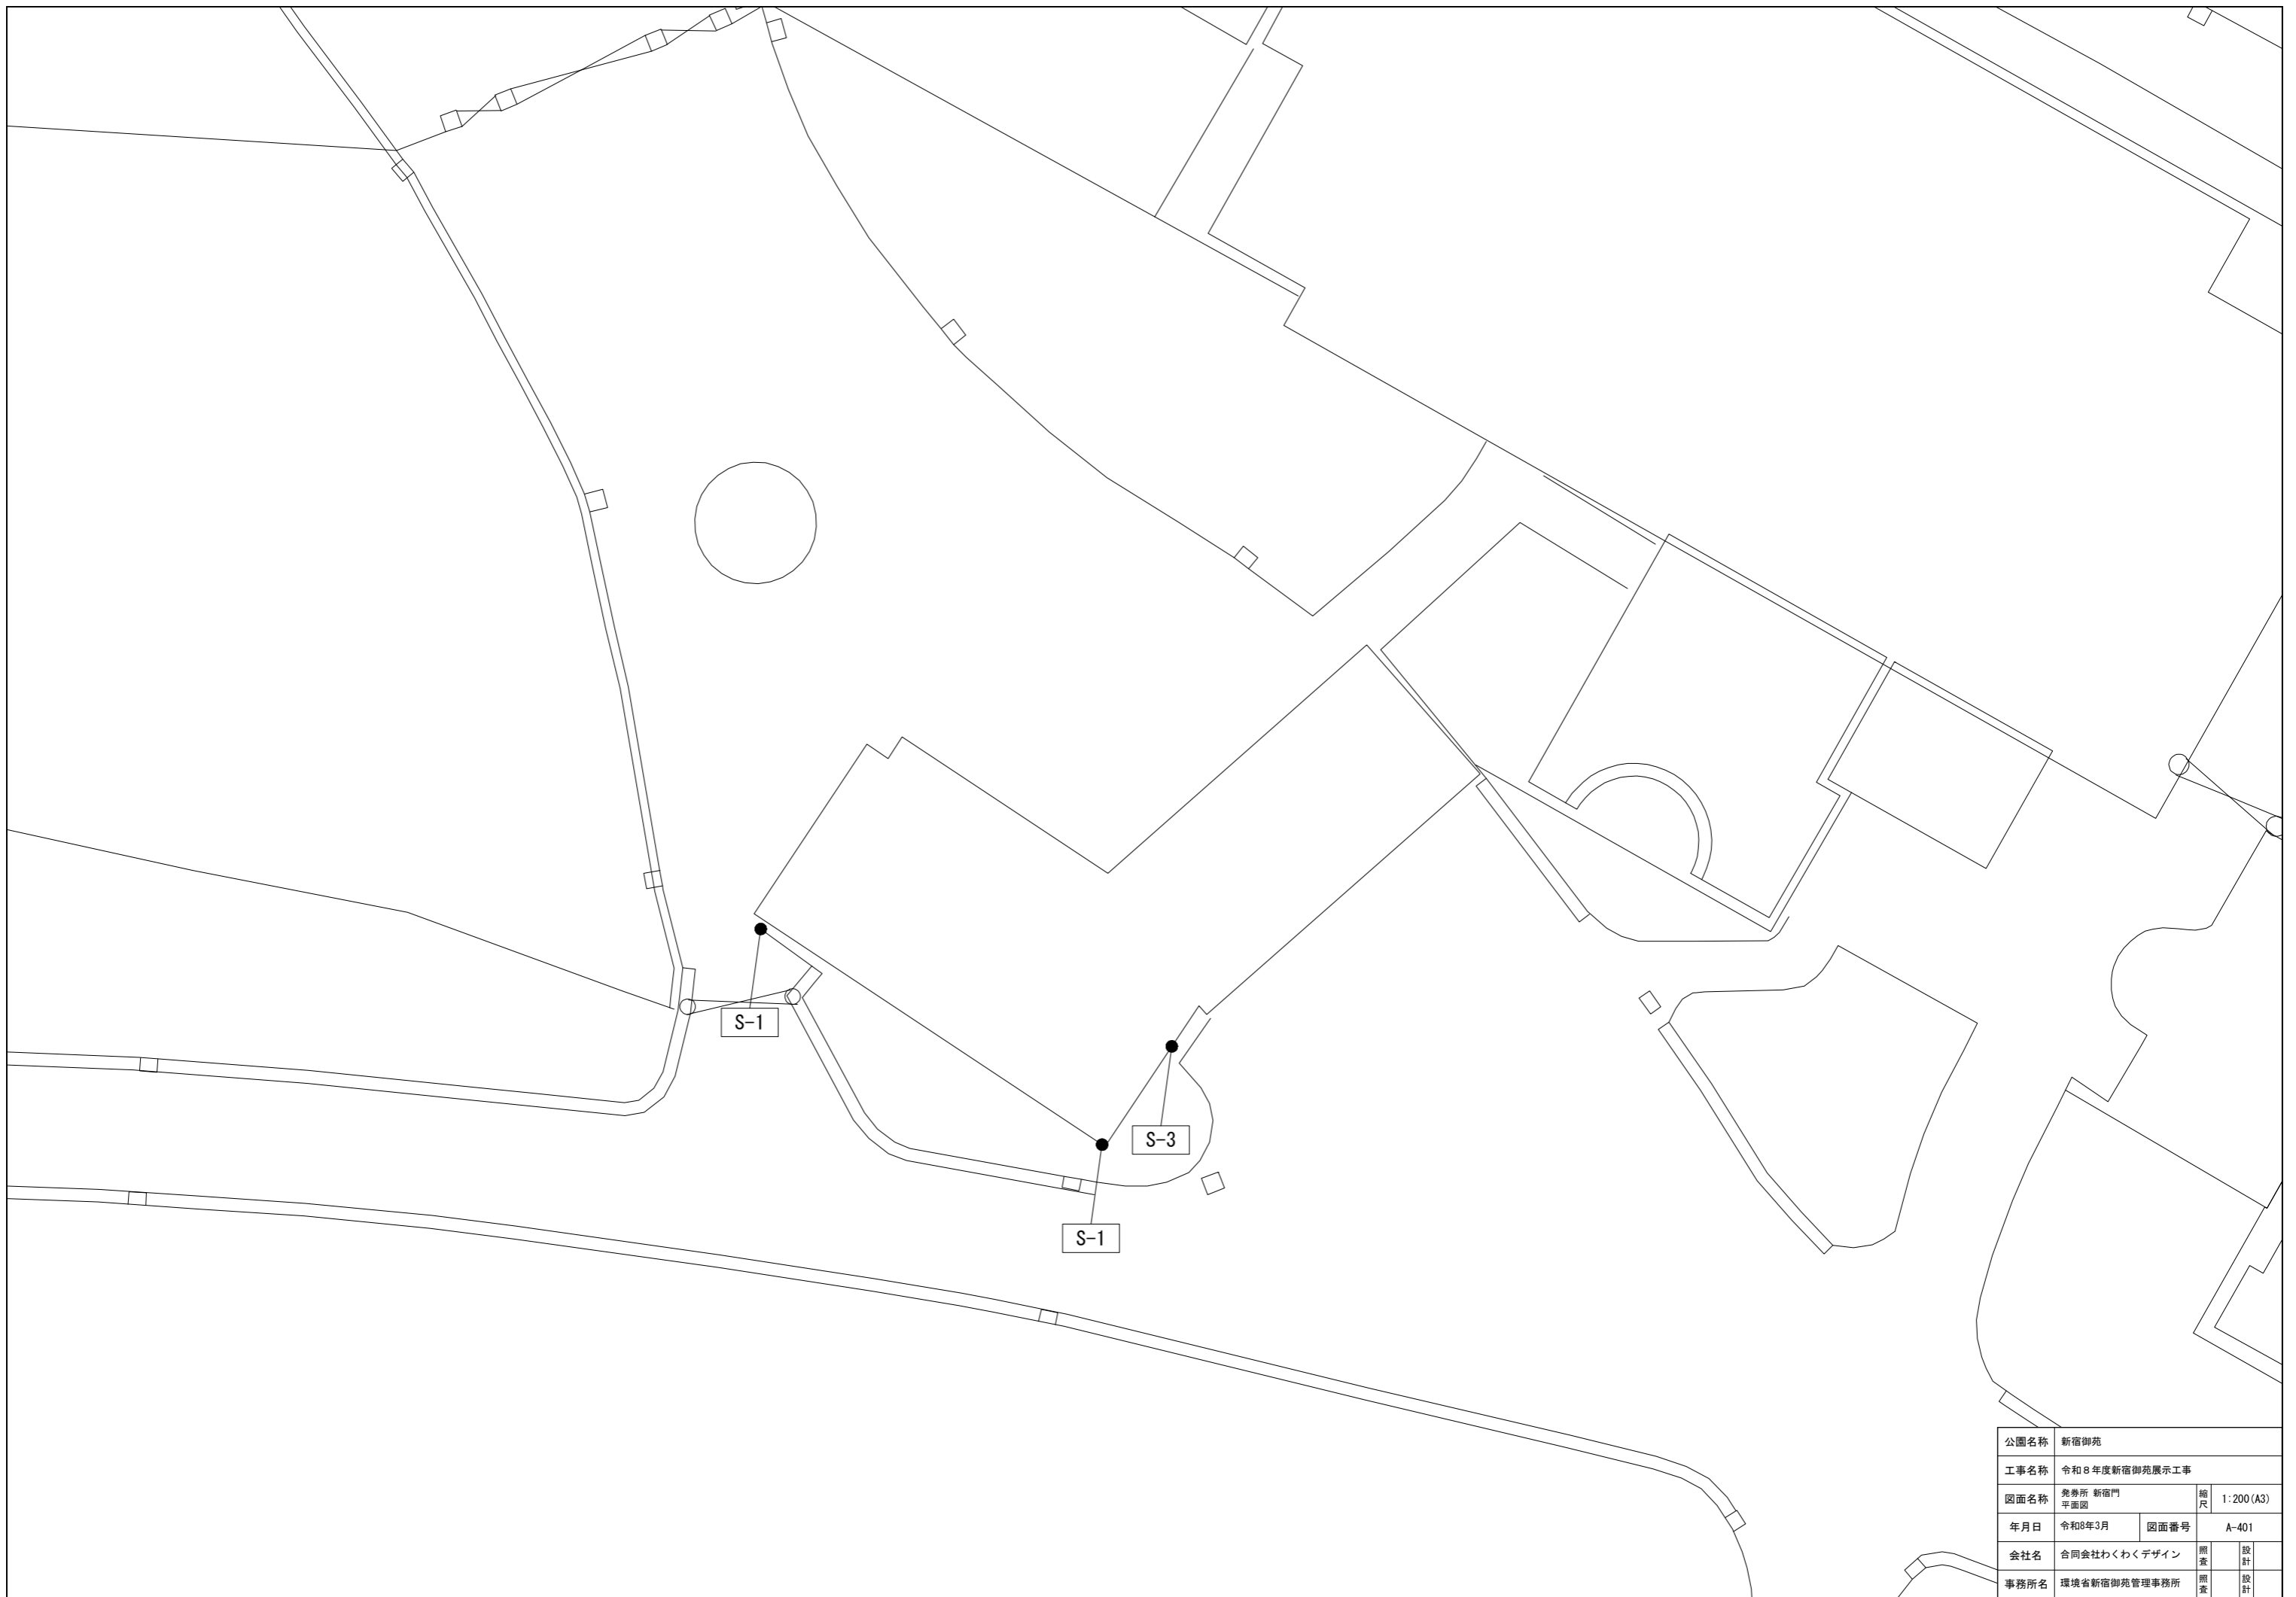 S-1
S-3
S-1
公園名称 新宿御苑
工事名称 令和８年度新宿御苑展示工事
図面名称 発券所 新宿門 平面図 縮尺 1:200(A3)
年月日 令和8年3月 図面番号 A-401
会社名 合同会社わくわくデザイン 照査 設計
事務所名 環境省新宿御苑管理事務所 照査 設計